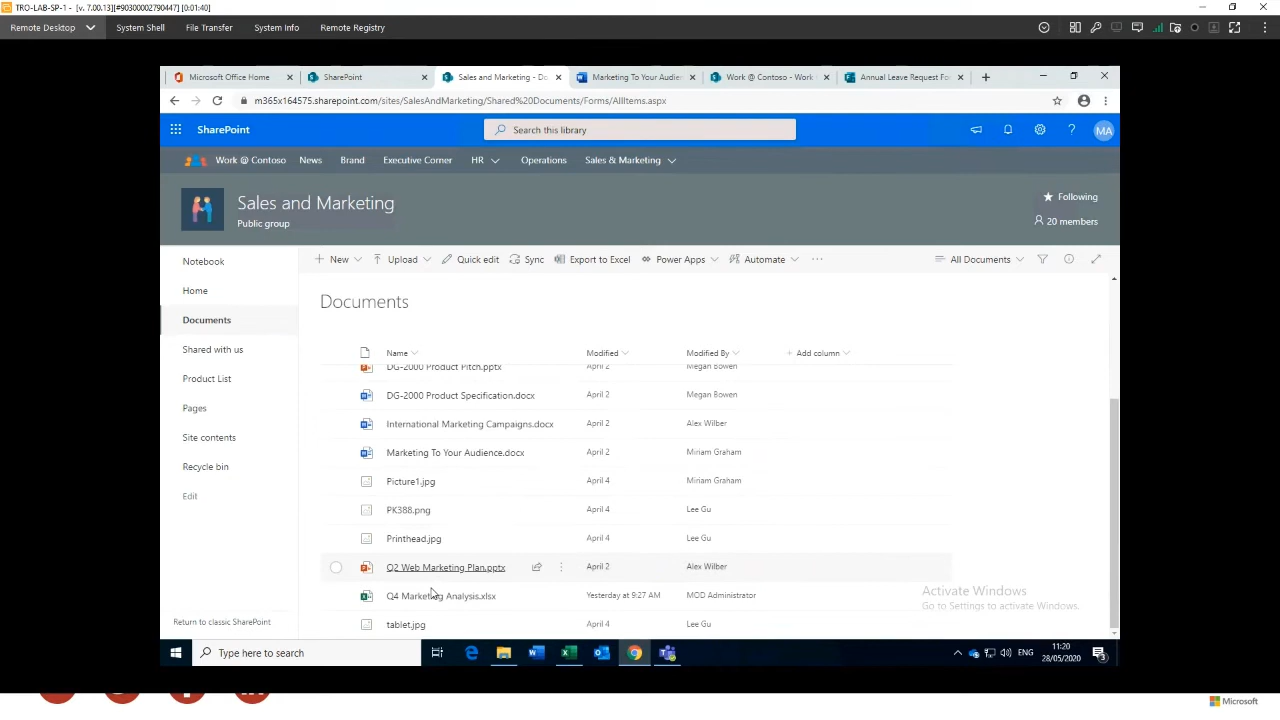 TRO-LAB-SP-1 - [v. 7.00.13][#90300002790447] [0:01:40]
Remote Desktop System Shell File Transfer System Info Remote Registry
Microsoft Office Home SharePoint Sales and Marketing - Do Marketing To Your Audien Work @ Contoso - Work Annual Leave Request Fo
m365x164575.sharepoint.com/sites/SalesAndMarketing/Shared%20Documents/Forms/AllItems.aspx
SharePoint Search this library ? MA
Work @ Contoso News Brand Executive Corner HR Operations Sales & Marketing
Sales and Marketing
Public group
Following
20 members
Notebook
Home
Documents
Shared with us
Product List
Pages
Site contents
Recycle bin
Edit
Return to classic SharePoint
New Upload Quick edit Sync Export to Excel Power Apps Automate ··· All Documents
Documents
Name Modified Modified By + Add column
DG-2000 Product Pitch.pptx April 2 Megan Bowen
DG-2000 Product Specification.docx April 2 Megan Bowen
International Marketing Campaigns.docx April 2 Alex Wilber
Marketing To Your Audience.docx April 2 Miriam Graham
Picture1.jpg April 4 Miriam Graham
PK388.png April 4 Lee Gu
Printhead.jpg April 4 Lee Gu
Q2 Web Marketing Plan.pptx April 2 Alex Wilber
Q4 Marketing Analysis.xlsx Yesterday at 9:27 AM MOD Administrator
tablet.jpg April 4 Lee Gu
Activate Windows
Go to Settings to activate Windows.
Type here to search ENG 11:20
28/05/2020
3
Microsoft